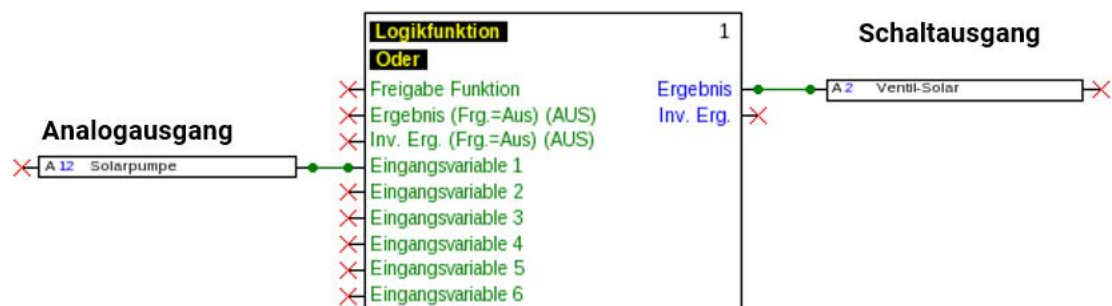 Logikfunktion 1
Oder
Schaltausgang
Freigabe Funktion
Ergebnis
A 2 Ventil-Solar
Ergebnis (Frg.=Aus) (AUS)
Inv. Erg.
Analogausgang
Inv. Erg. (Frg.=Aus) (AUS)
A 12 Solarpumpe
Eingangsvariable 1
Eingangsvariable 2
Eingangsvariable 3
Eingangsvariable 4
Eingangsvariable 5
Eingangsvariable 6